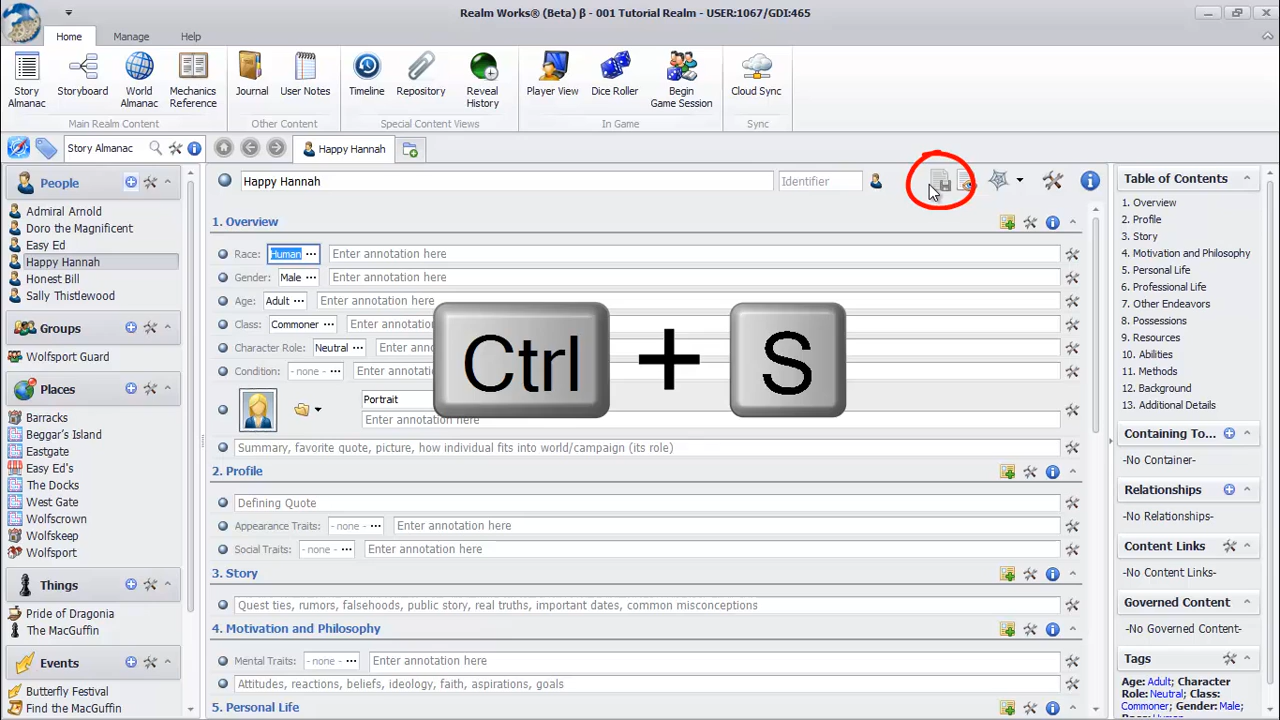 Realm Works® (Beta) β - 001 Tutorial Realm - USER:1067/GDI:465
Home Manage Help
Story Almanac
Storyboard
World Almanac
Mechanics Reference
Journal
User Notes
Timeline
Repository
Reveal History
Player View
Dice Roller
Begin Game Session
Cloud Sync
Main Realm Content
Other Content
Special Content Views
In Game
Sync
Story Almanac
Happy Hannah
People
Admiral Arnold
Doro the Magnificent
Easy Ed
Happy Hannah
Honest Bill
Sally Thistlewood
Groups
Wolfsport Guard
Places
Barracks
Beggar's Island
Eastgate
Easy Ed's
The Docks
West Gate
Wolfscrown
Wolfskeep
Wolfsport
Things
Pride of Dragonia
The MacGuffin
Events
Butterfly Festival
Find the MacGuffin
Happy Hannah
Identifier
1. Overview
Race: Human ... Enter annotation here
Gender: Male ... Enter annotation here
Age: Adult ... Enter annotation here
Class: Commoner ... Enter annotation
Character Role: Neutral ... Enter anno
Condition: - none - ... Enter annotatio
Portrait
Enter annotation here
Summary, favorite quote, picture, how individual fits into world/campaign (its role)
Ctrl + S
2. Profile
Defining Quote
Appearance Traits: - none - ... Enter annotation here
Social Traits: - none - ... Enter annotation here
3. Story
Quest ties, rumors, falsehoods, public story, real truths, important dates, common misconceptions
4. Motivation and Philosophy
Mental Traits: - none - ... Enter annotation here
Attitudes, reactions, beliefs, ideology, faith, aspirations, goals
5. Personal Life
Table of Contents
1. Overview
2. Profile
3. Story
4. Motivation and Philosophy
5. Personal Life
6. Professional Life
7. Other Endeavors
8. Possessions
9. Resources
10. Abilities
11. Methods
12. Background
13. Additional Details
Containing To...
-No Container-
Relationships
-No Relationships-
Content Links
-No Content Links-
Governed Content
-No Governed Content-
Tags
Age: Adult; Character
Role: Neutral; Class:
Commoner; Gender: Male;